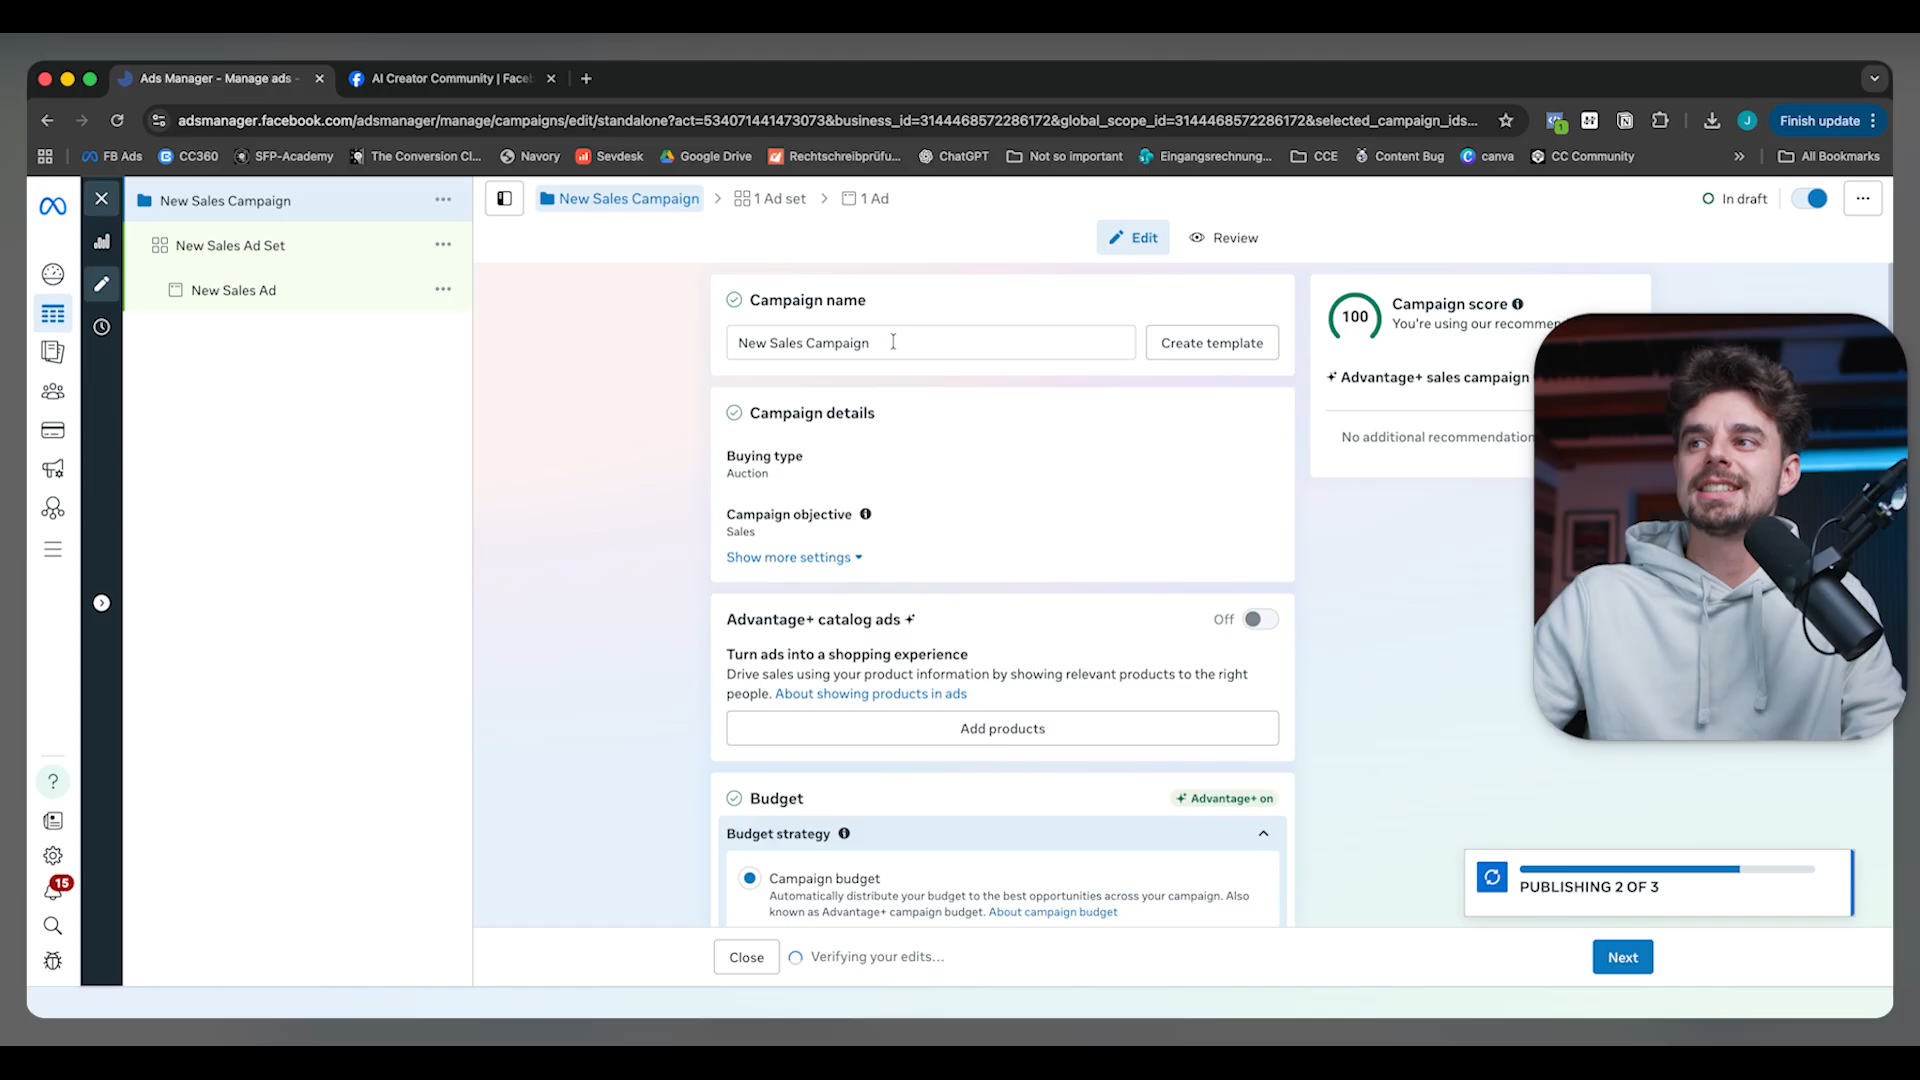 Ads Manager - Manage ads -
AI Creator Community | Face
adsmanager.facebook.com/adsmanager/manage/campaigns/edit/standalone?act=534071441473073&business_id=3144468572286172&global_scope_id=3144468572286172&selected_campaign_ids...
1
J
Finish update
FB Ads
CC360
SFP-Academy
The Conversion Cl...
Navory
Sevdesk
Google Drive
Rechtschreibprüfu...
ChatGPT
Not so important
Eingangsrechnung...
CCE
Content Bug
canva
CC Community
All Bookmarks
New Sales Campaign
New Sales Ad Set
New Sales Ad
New Sales Campaign > 1 Ad set > 1 Ad
In draft
Edit
Review
Campaign name
New Sales Campaign
Create template
Campaign details
Buying type
Auction
Campaign objective
Sales
Show more settings
Advantage+ catalog ads
Off
Turn ads into a shopping experience
Drive sales using your product information by showing relevant products to the right
people. About showing products in ads
Add products
Budget
Advantage+ on
Budget strategy
Campaign budget
Automatically distribute your budget to the best opportunities across your campaign. Also
known as Advantage+ campaign budget. About campaign budget
Close
Verifying your edits...
Next
100
Campaign score
You're using our recomme
Advantage+ sales campaign
No additional recommendation
PUBLISHING 2 OF 3
?
15